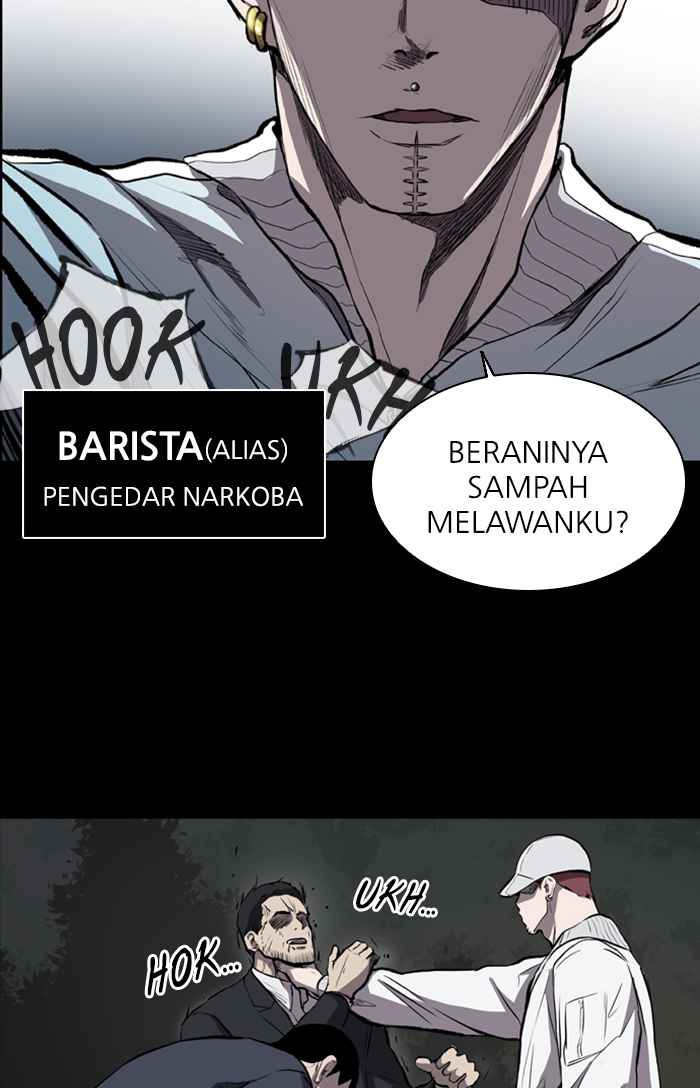 HOOK
UKH
BARISTA(ALIAS)
PENGEDAR NARKOBA
BERANINYA
SAMPAH
MELAWANKU?
UKH...
HOK...